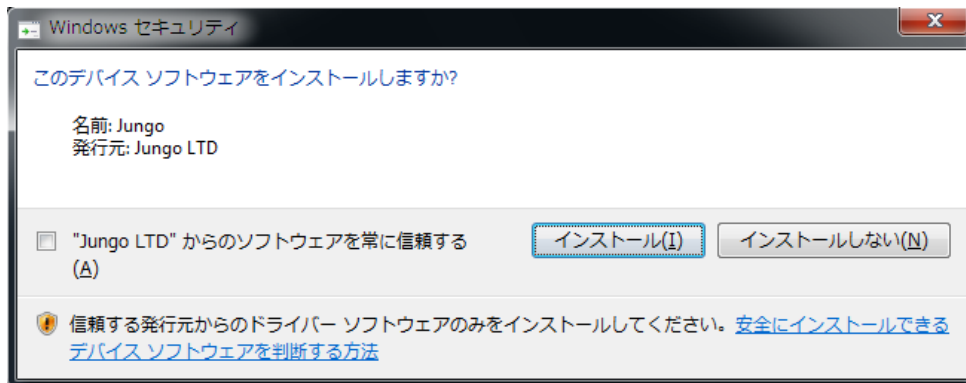 Windows セキュリティ
このデバイス ソフトウェアをインストールしますか?
名前: Jungo
発行元: Jungo LTD
"Jungo LTD" からのソフトウェアを常に信頼する
(A)
インストール(I)
インストールしない(N)
信頼する発行元からのドライバー ソフトウェアのみをインストールしてください。安全にインストールできる
デバイス ソフトウェアを判断する方法